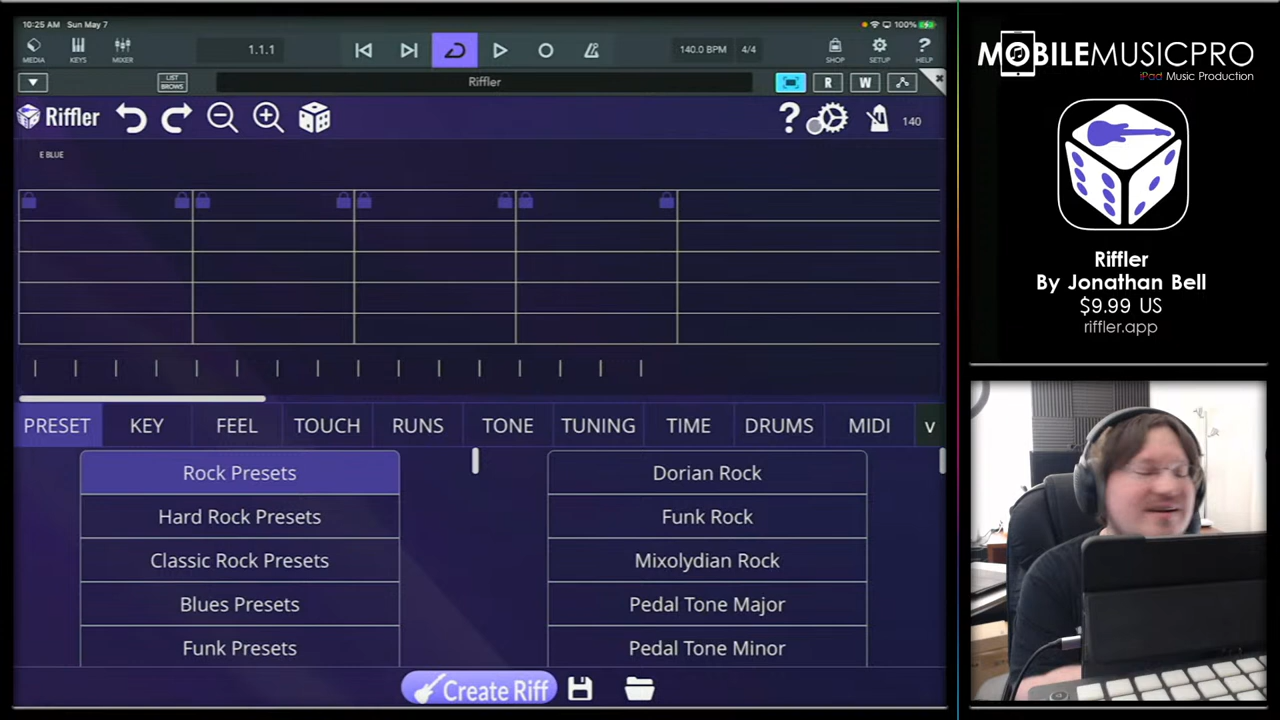 10:25 AM Sun May 7
100%
MEDIA KEYS MIXER
1.1.1
140.0 BPM 4/4
SHOP SETUP HELP
LIST
BROWS
Riffler
R W
Riffler
?
140
E BLUE
PRESET KEY FEEL TOUCH RUNS TONE TUNING TIME DRUMS MIDI v
Rock Presets
Hard Rock Presets
Classic Rock Presets
Blues Presets
Funk Presets
Dorian Rock
Funk Rock
Mixolydian Rock
Pedal Tone Major
Pedal Tone Minor
Create Riff
MOBILEMUSICPRO
iPad Music Production
Riffler
By Jonathan Bell
$9.99 US
riffler.app